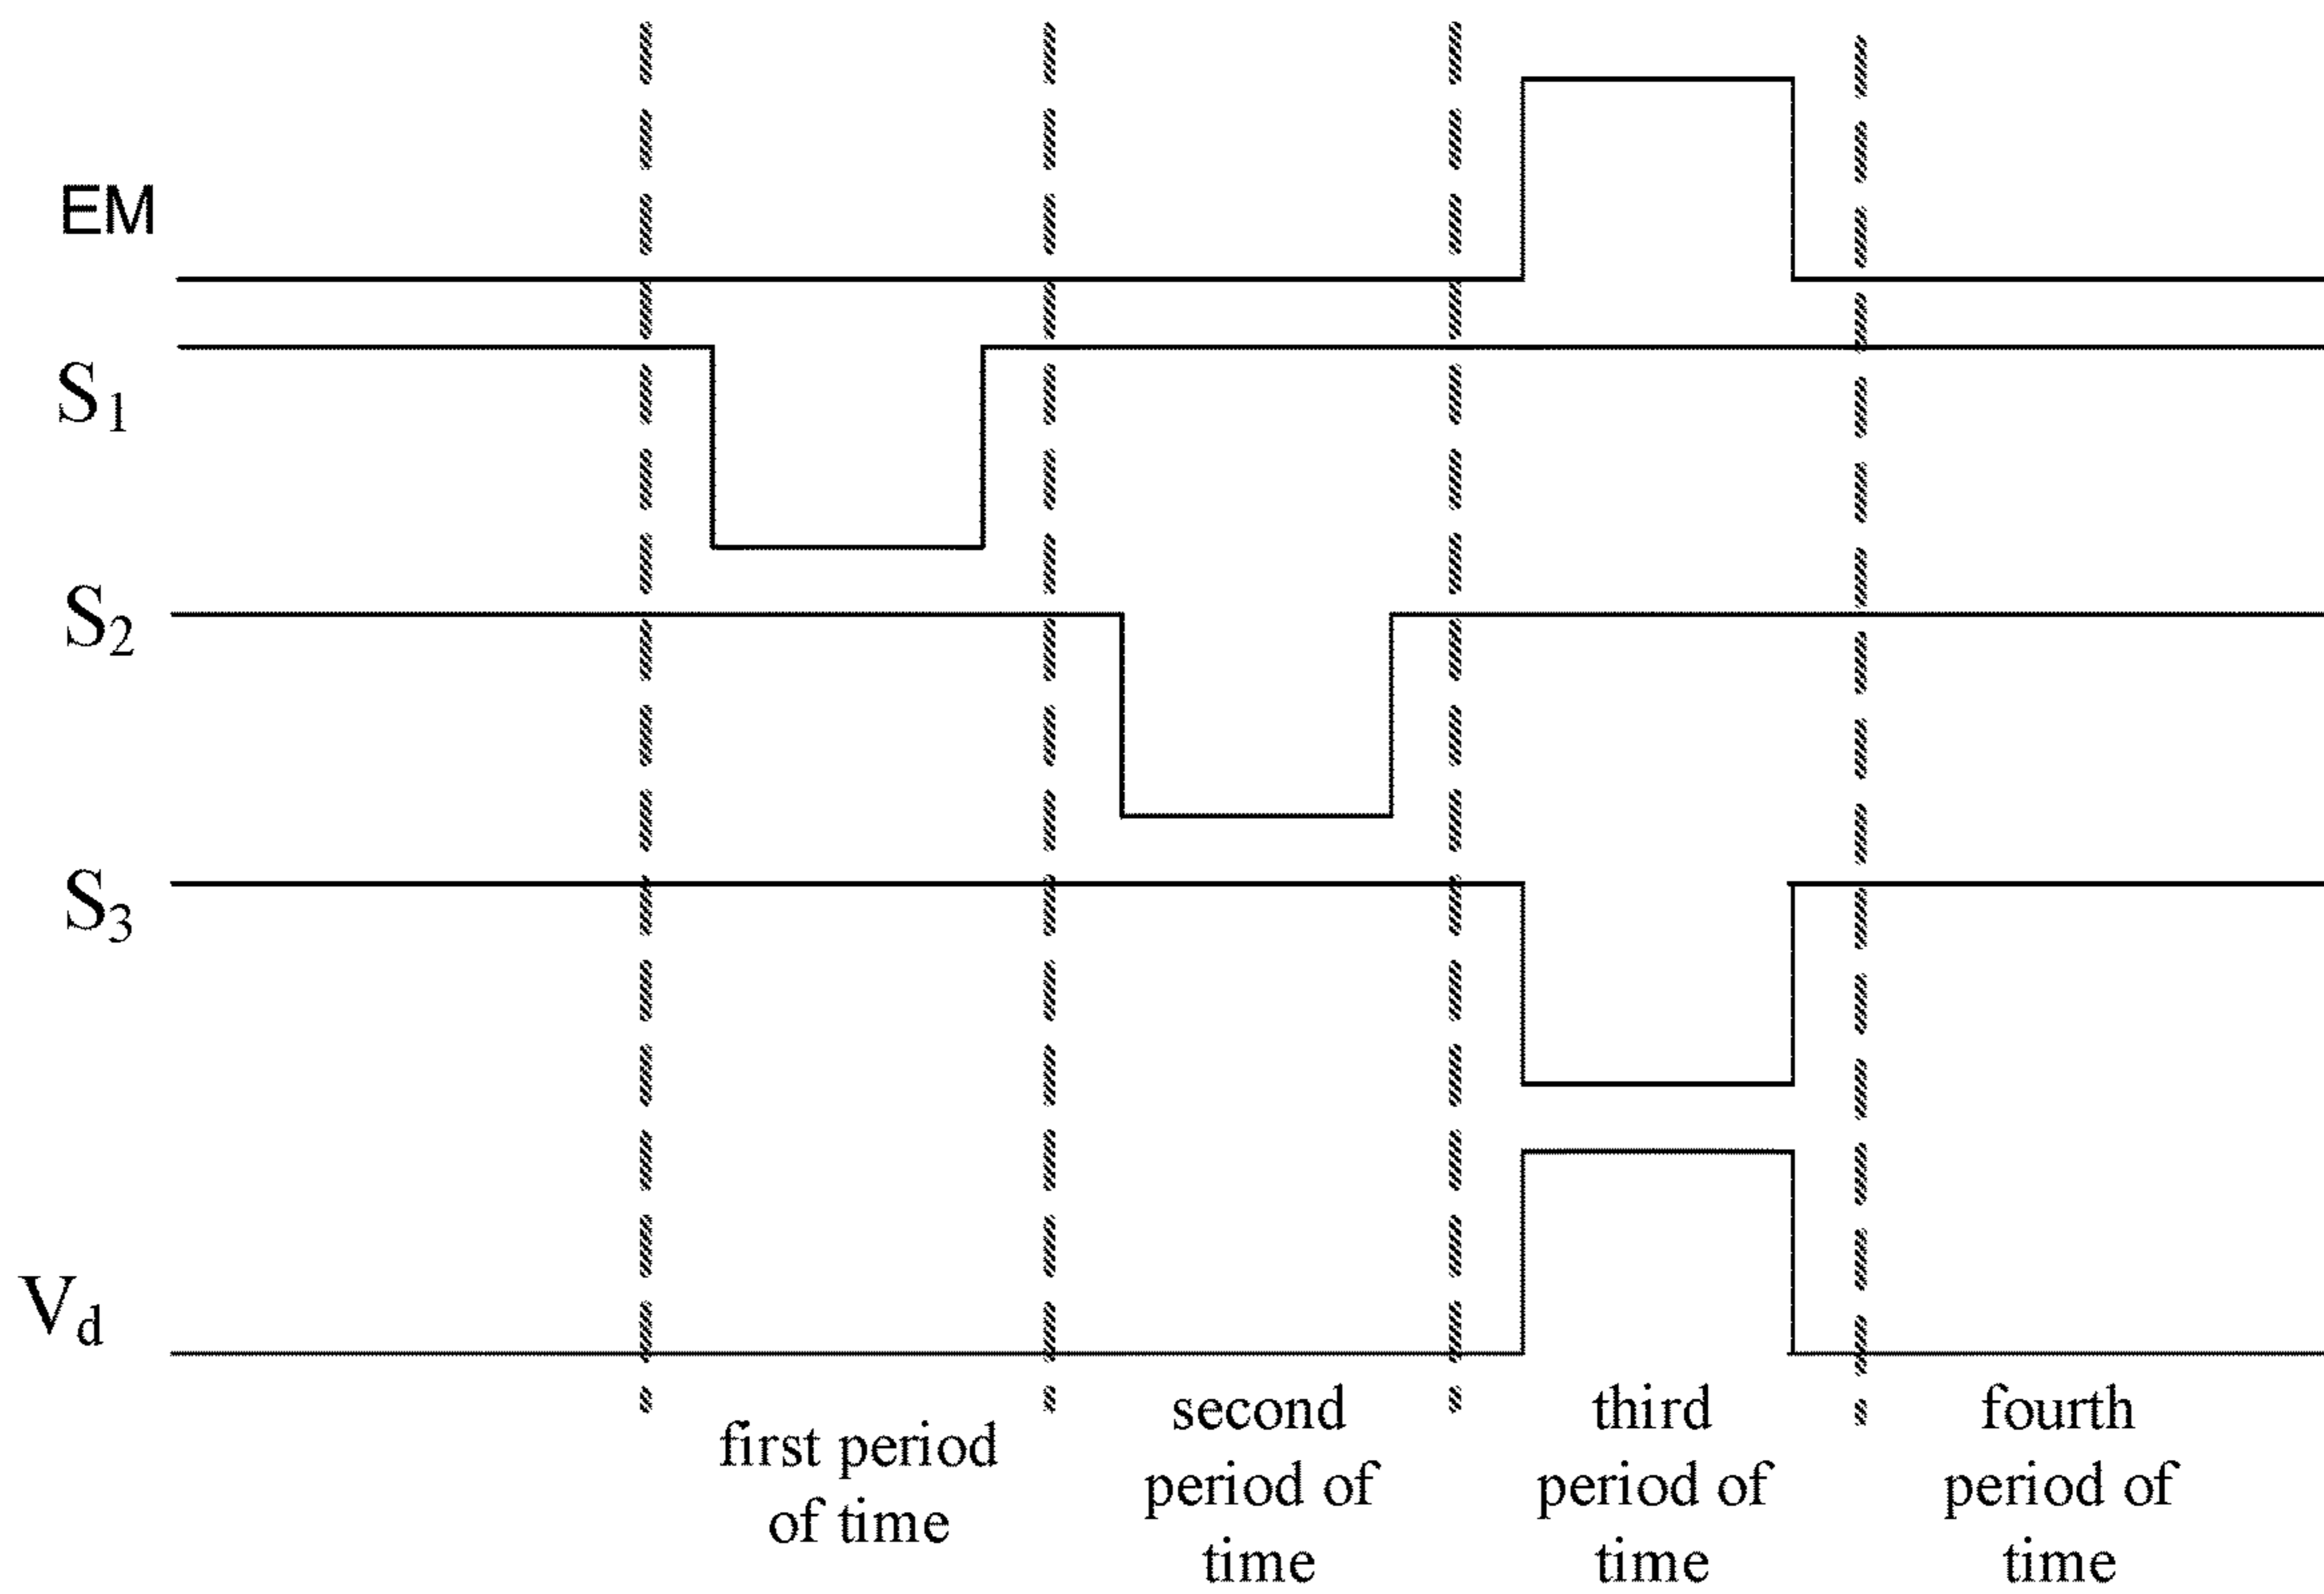 EM
S1
S2
S3
Vd
first period
of time
second
period of
time
third
period of
time
fourth
period of
time